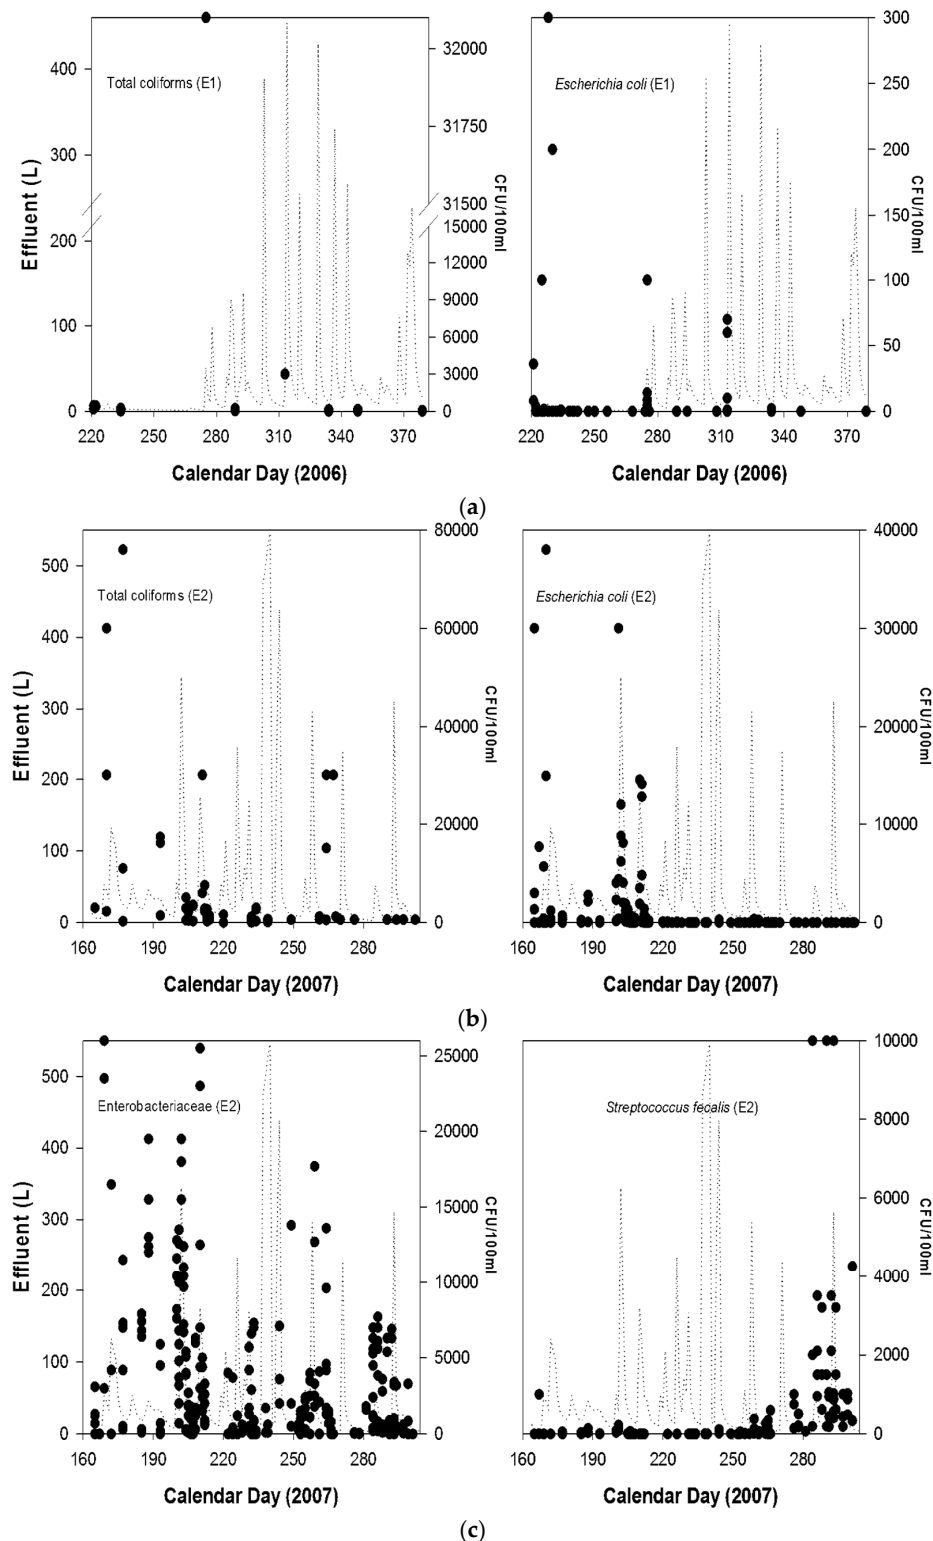 Total coliforms (E1)
Effluent (L)
400
300
200
100
0
32000
31750
31500
15000
12000
9000
6000
3000
0
CFU/100ml
220 250 280 310 340 370
Calendar Day (2006)
Escherichia coli (E1)
300
250
200
150
100
50
0
CFU/100ml
220 250 280 310 340 370
Calendar Day (2006)
(a)
Total coliforms (E2)
Effluent (L)
500
400
300
200
100
0
80000
60000
40000
20000
0
CFU/100ml
160 190 220 250 280
Calendar Day (2007)
Escherichia coli (E2)
40000
30000
20000
10000
0
CFU/100ml
160 190 220 250 280
Calendar Day (2007)
(b)
Enterobacteriaceae (E2)
Effluent (L)
500
400
300
200
100
0
25000
20000
15000
10000
5000
0
CFU/100ml
160 190 220 250 280
Calendar Day (2007)
Streptococcus fecalis (E2)
10000
8000
6000
4000
2000
0
CFU/100ml
160 190 220 250 280
Calendar Day (2007)
(c)